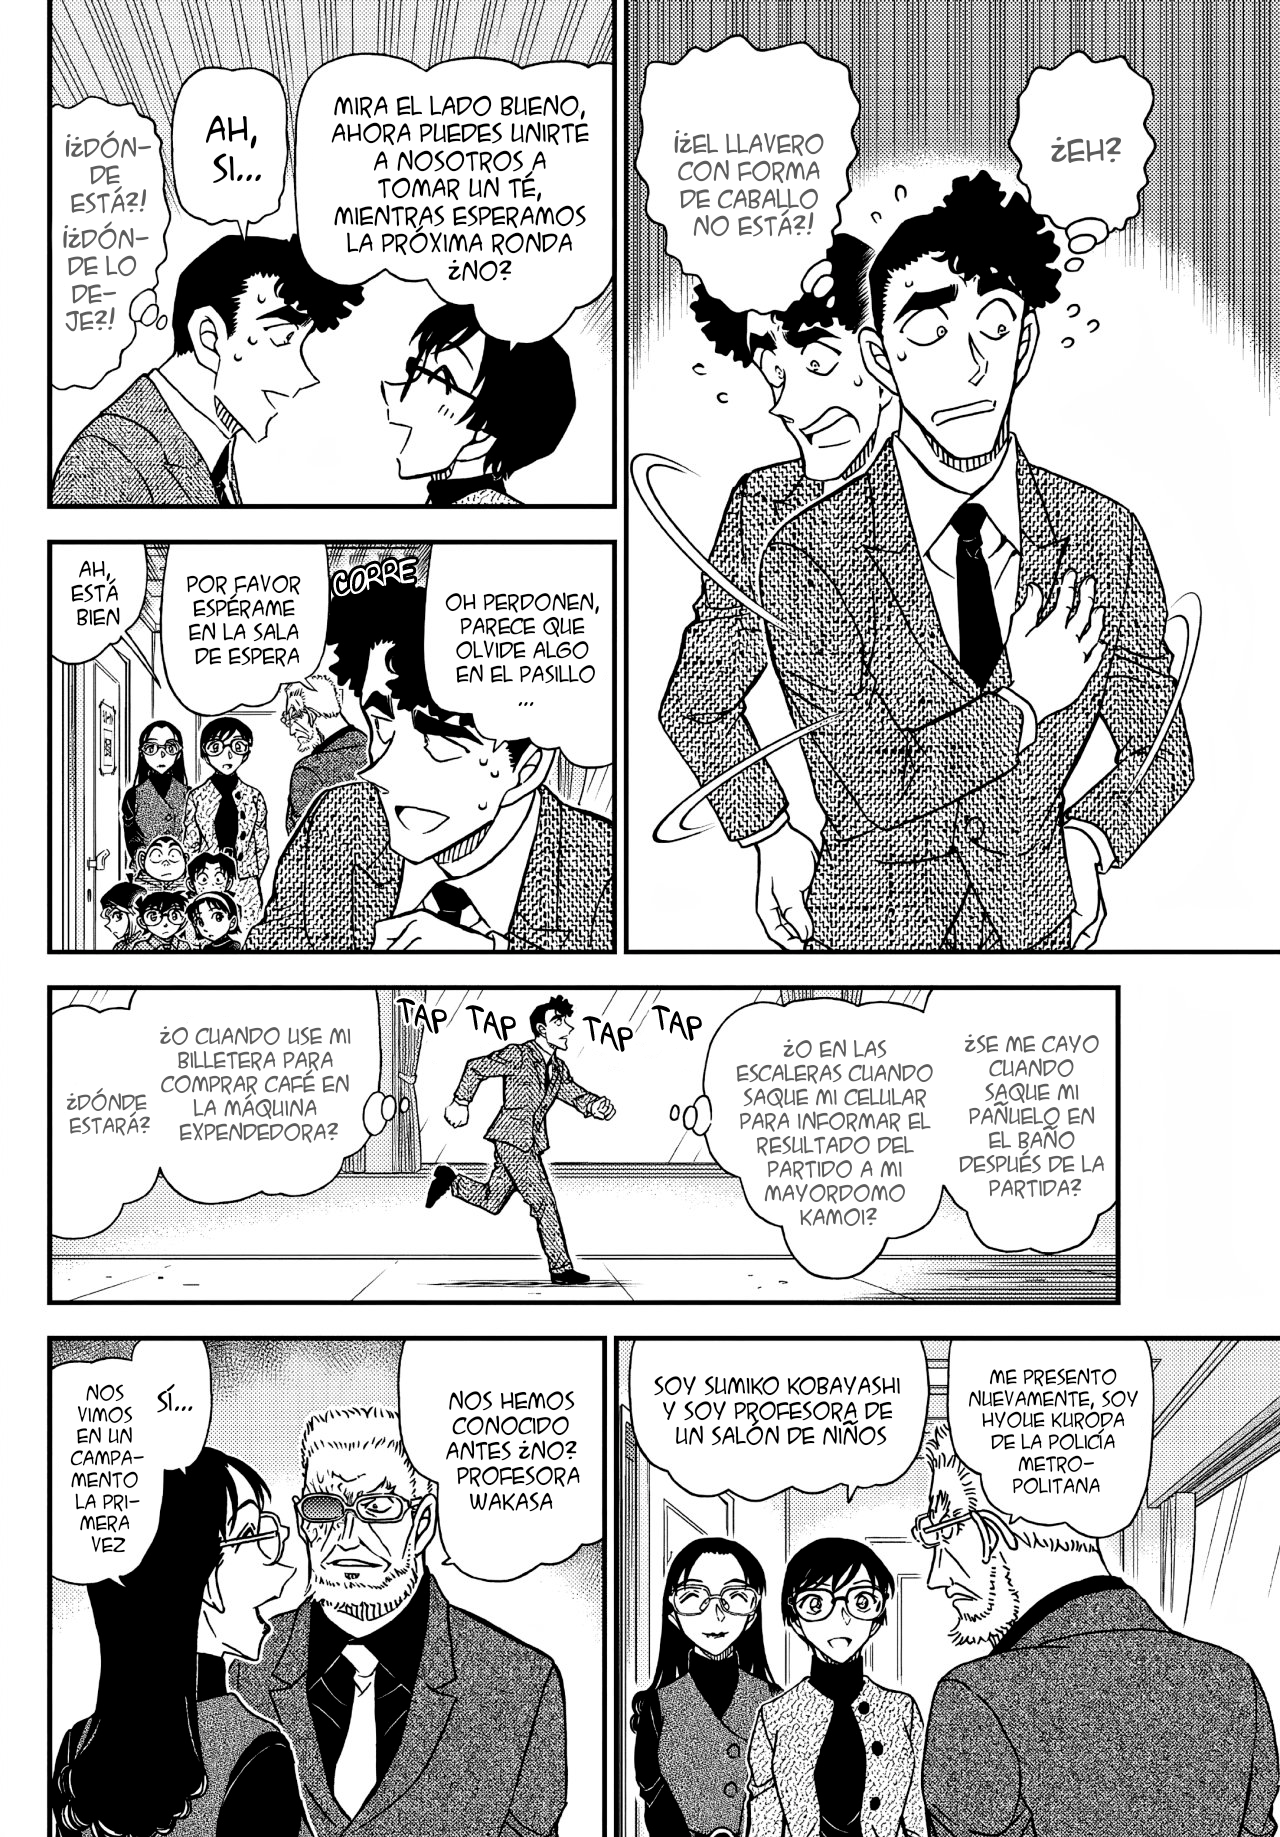 ¿EH?
¡¿EL LLAVERO
CON FORMA
DE CABALLO
NO ESTÁ?!
MIRA EL LADO BUENO,
AHORA PUEDES UNIRTE
A NOSOTROS A
TOMAR UN TÉ,
MIENTRAS ESPERAMOS
LA PRÓXIMA RONDA
¿NO?
AH,
SI...
¡¿DÓN-
DE
ESTÁ?!
¡¿DÓN-
DE LO
DE-
JE?!
OH PERDONEN,
PARECE QUE
OLVIDE ALGO
EN EL PASILLO
...
CORRE
POR FAVOR
ESPÉRAME
EN LA SALA
DE ESPERA
AH,
ESTÁ
BIEN
¿SE ME CAYO
CUANDO
SAQUE MI
PAÑUELO EN
EL BAÑO
DESPUÉS DE LA
PARTIDA?
¿O EN LAS
ESCALERAS CUANDO
SAQUE MI CELULAR
PARA INFORMAR EL
RESULTADO DEL
PARTIDO A MI
MAYORDOMO
KAMOI?
TAP TAP TAP TAP
¿O CUANDO USE MI
BILLETERA PARA
COMPRAR CAFÉ EN
LA MÁQUINA
EXPENDEDORA?
¿DÓNDE
ESTARÁ?
ME PRESENTO
NUEVAMENTE, SOY
HYOUE KURODA
DE LA POLICÍA
METRO-
POLITANA
SOY SUMIKO KOBAYASHI
Y SOY PROFESORA DE
UN SALÓN DE NIÑOS
NOS HEMOS
CONOCIDO
ANTES ¿NO?
PROFESORA
WAKASA
SÍ...
NOS
VIMOS
EN UN
CAMPA-
MENTO
LA PRI-
MERA
VEZ